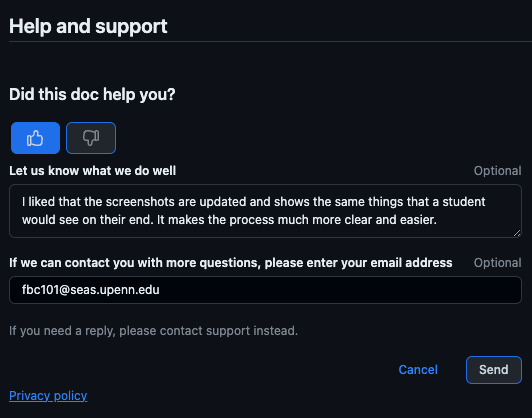 Help and support
Did this doc help you?
Let us know what we do well Optional
I liked that the screenshots are updated and shows the same things that a student
would see on their end. It makes the process much more clear and easier.
If we can contact you with more questions, please enter your email address Optional
fbc101@seas.upenn.edu
If you need a reply, please contact support instead.
Cancel Send
Privacy policy